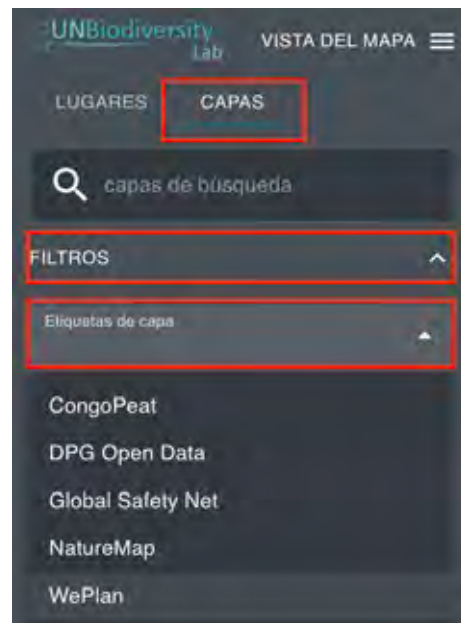 UNBiodiversity
Lab
VISTA DEL MAPA
LUGARES CAPAS
capas de búsqueda
FILTROS
Etiquetas de capa
CongoPeat
DPG Open Data
Global Safety Net
NatureMap
WePlan